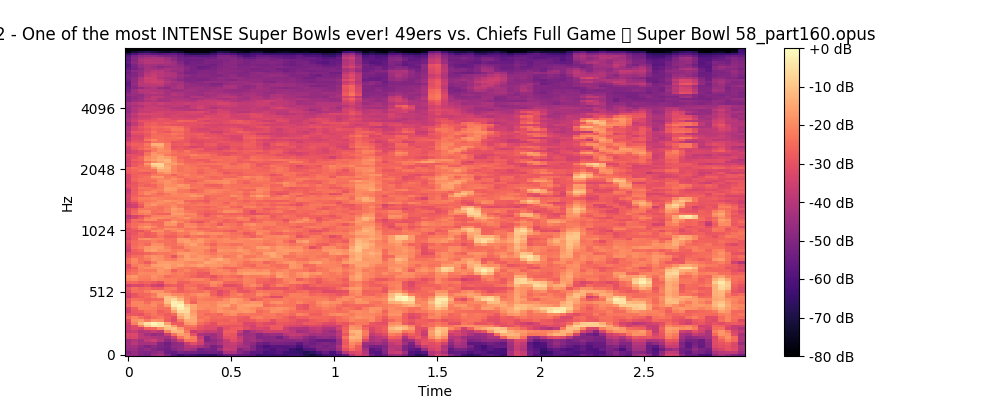 2 - One of the most INTENSE Super Bowls ever! 49ers vs. Chiefs Full Game Super Bowl 58_part160.opus
+0 dB
-10 dB
-20 dB
-30 dB
-40 dB
-50 dB
-60 dB
-70 dB
-80 dB
Hz
4096
2048
1024
512
0
0
0.5
1
1.5
2
2.5
Time